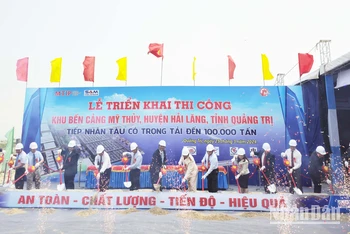 LỄ TRIỂN KHAI THI CÔNG
KHU BẾN CẢNG MỸ THỦY, HUYỆN HẢI LĂNG, TỈNH QUẢNG TRỊ
TIẾP NHẬN TÀU CÓ TRỌNG TẢI ĐẾN 100.000 TẤN
AN TOÀN - CHẤT LƯỢNG - TIẾN ĐỘ - HIỆU QUẢ
NhanDan